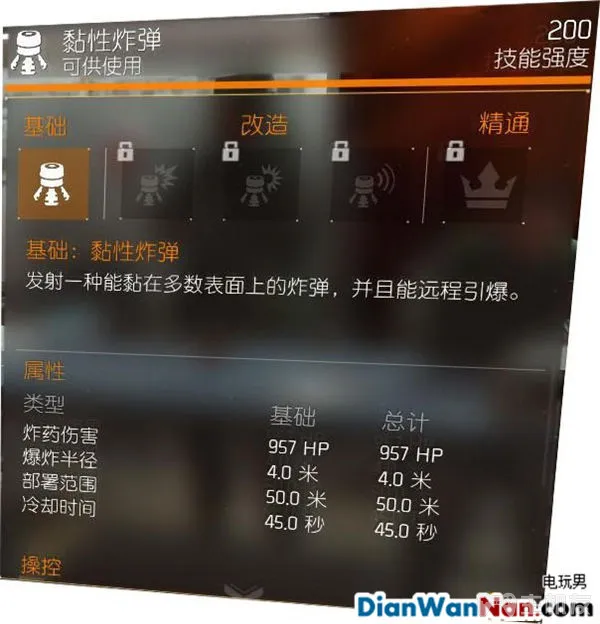 黏性炸弹
可供使用
200
技能强度
基础
改造
精通
基础：黏性炸弹
发射一种能黏在多数表面上的炸弹，并且能远程引爆。
属性
类型 基础 总计
炸药伤害 957 HP 957 HP
爆炸半径 4.0 米 4.0 米
部署范围 50.0 米 50.0 米
冷却时间 45.0 秒 45.0 秒
操控
电玩男
DianWanNan.com